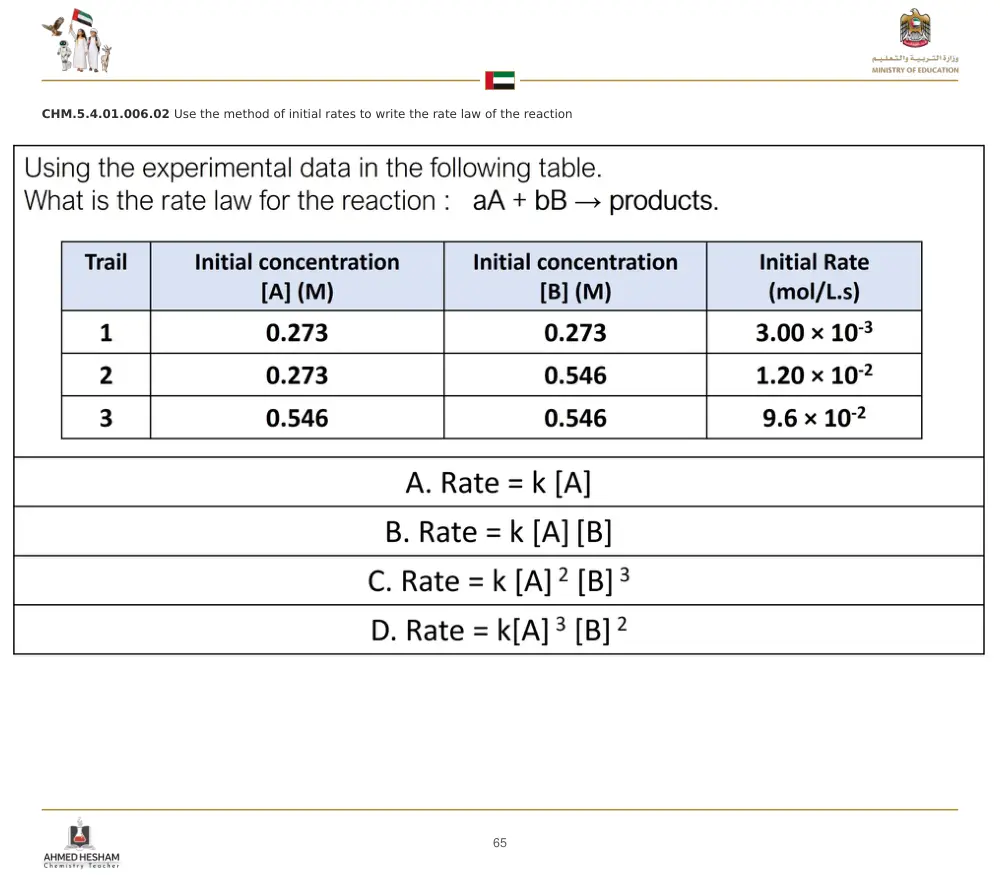 وزارة التربية والتعليم
MINISTRY OF EDUCATION
CHM.5.4.01.006.02 Use the method of initial rates to write the rate law of the reaction
Using the experimental data in the following table.
What is the rate law for the reaction : aA + bB → products.
Trail Initial concentration [A] (M) Initial concentration [B] (M) Initial Rate (mol/L.s)
1 0.273 0.273 3.00 × 10⁻³
2 0.273 0.546 1.20 × 10⁻²
3 0.546 0.546 9.6 × 10⁻²
A. Rate = k [A]
B. Rate = k [A] [B]
C. Rate = k [A] ² [B] ³
D. Rate = k[A] ³ [B] ²
AHMED HESHAM
Chemistry Teacher
65